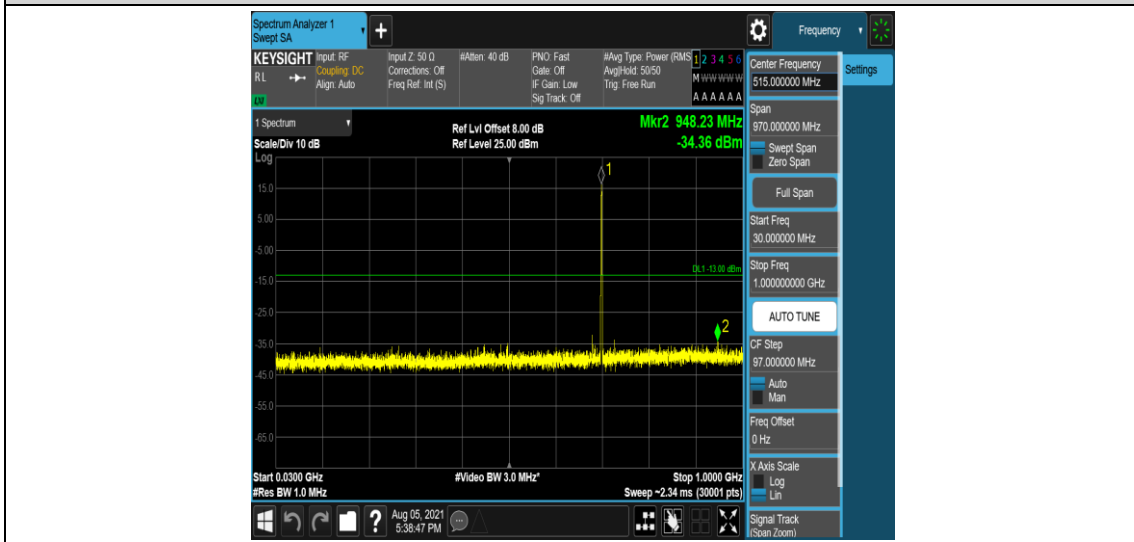 Spectrum Analyzer 1
Swept SA
+
Frequency
KEYSIGHT Input: RF Input Z: 50 Ω #Atten: 40 dB PNO: Fast #Avg Type: Power (RMS 1 2 3 4 5 6
RL Coupling: DC Corrections: Off Gate: Off Avg|Hold: 50/50 M W W W W W
Align: Auto Freq Ref: Int (S) IF Gain: Low Trig: Free Run
Sig Track: Off A A A A A A
1 Spectrum
Ref Lvl Offset 8.00 dB
Mkr2 948.23 MHz
Scale/Div 10 dB
Ref Level 25.00 dBm
-34.36 dBm
Log
1
15.0
5.00
-5.00
DL1 -13.00 dBm
-15.0
-25.0
2
-35.0
-45.0
-55.0
-65.0
Start 0.0300 GHz #Video BW 3.0 MHz* Stop 1.0000 GHz
#Res BW 1.0 MHz Sweep ~2.34 ms (30001 pts)
Center Frequency
515.000000 MHz
Settings
Span
970.000000 MHz
Swept Span
Zero Span
Full Span
Start Freq
30.000000 MHz
Stop Freq
1.000000000 GHz
AUTO TUNE
CF Step
97.000000 MHz
Auto
Man
Freq Offset
0 Hz
X Axis Scale
Log
Lin
Signal Track
(Span Zoom)
?
Aug 05, 2021
5:38:47 PM